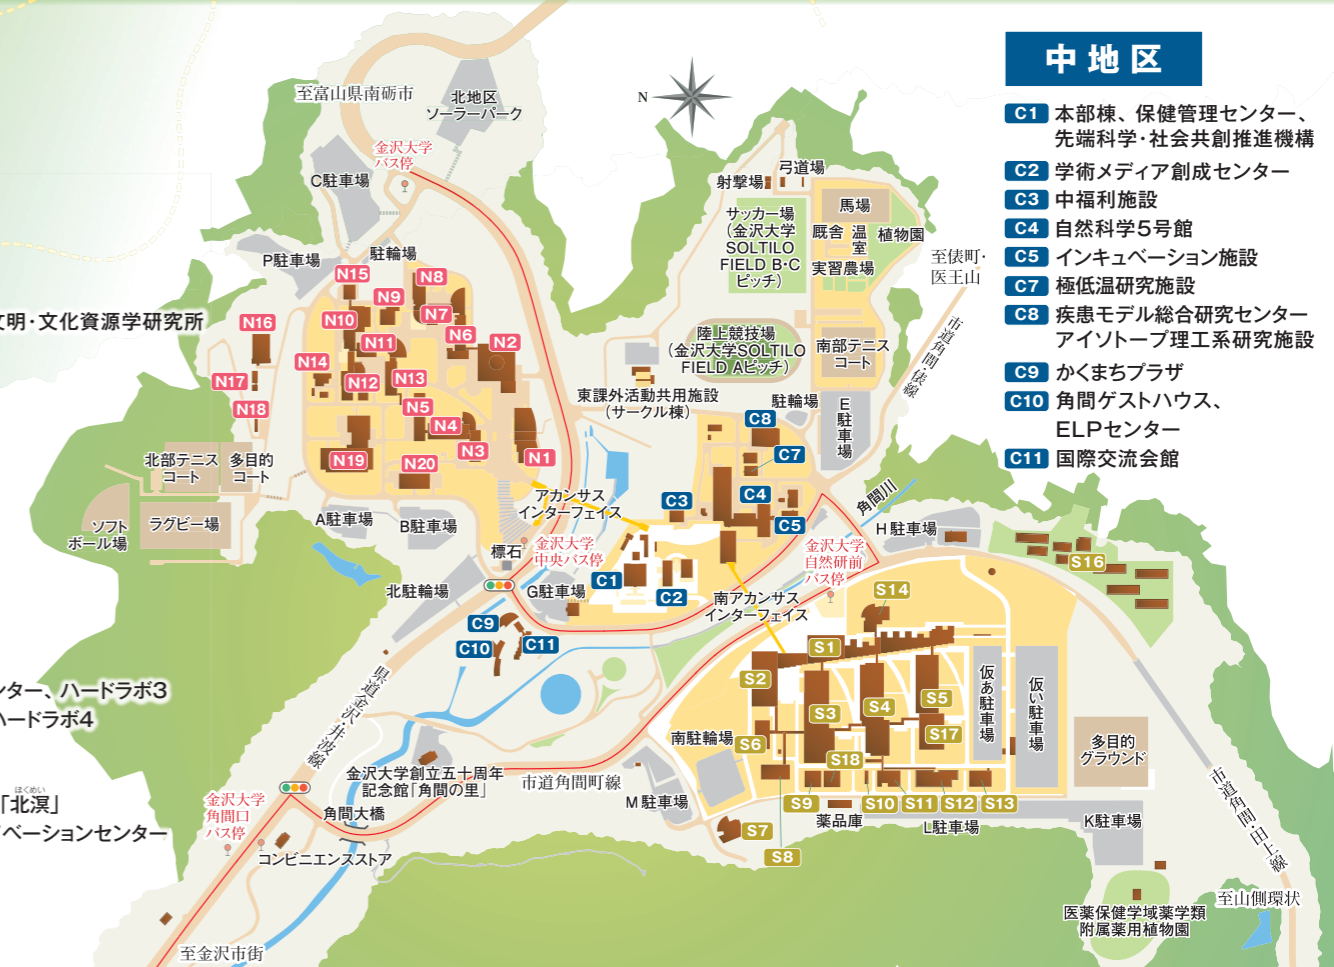 中地区
C1 本部棟、保健管理センター、
先端科学・社会共創推進機構
C2 学術メディア創成センター
C3 中福利施設
C4 自然科学5号館
C5 インキュベーション施設
C7 極低温研究施設
C8 疾患モデル総合研究センター
アイソトープ理工系研究施設
C9 かくまちプラザ
C10 角間ゲストハウス、
ELPセンター
C11 国際交流会館
文明・文化資源学研究所
ンター、ハードラボ3
ハードラボ4
ほくめい
「北溟」
ベーションセンター
至富山県南砺市
北地区
ソーラーパーク
金沢大学
バス停
C駐車場
P駐車場
駐輪場
N
弓道場
射撃場
サッカー場
(金沢大学
SOLTILO
FIELD B・C
ピッチ)
馬場
厩舎
温室
植物園
実習農場
至俵町・
医王山
市道角間・俵線
陸上競技場
(金沢大学SOLTILO
FIELD Aピッチ)
南部テニス
コート
東課外活動共用施設
(サークル棟)
駐輪場
E駐車場
N15
N8
N9
N7
N10
N6
N2
N16
N11
N14
N17
N12
N13
N18
N5
N4
N3
N19
N20
N1
北部テニス
コート
多目的
コート
ソフト
ボール場
ラグビー場
A駐車場
B駐車場
アカンサス
インターフェイス
標石
金沢大学
中央バス停
北駐輪場
G駐車場
C8
C7
C3
C4
C5
C1
C2
C9
C10
C11
角間川
H駐車場
金沢大学
自然研前
バス停
南アカンサス
インターフェイス
S16
S14
S1
S2
S3
S4
S5
S6
S17
S18
S9
S10
S11
S12
S13
S7
S8
仮あ駐車場
仮い駐車場
南駐輪場
多目的
グラウンド
薬品庫
L駐車場
K駐車場
M駐車場
県道金沢・井波線
金沢大学創立五十周年
記念館「角間の里」
市道角間町線
金沢大学
角間口
バス停
角間大橋
コンビニエンスストア
至金沢市街
市道角間・田上線
至山側環状
医薬保健学域薬学類
附属薬用植物園